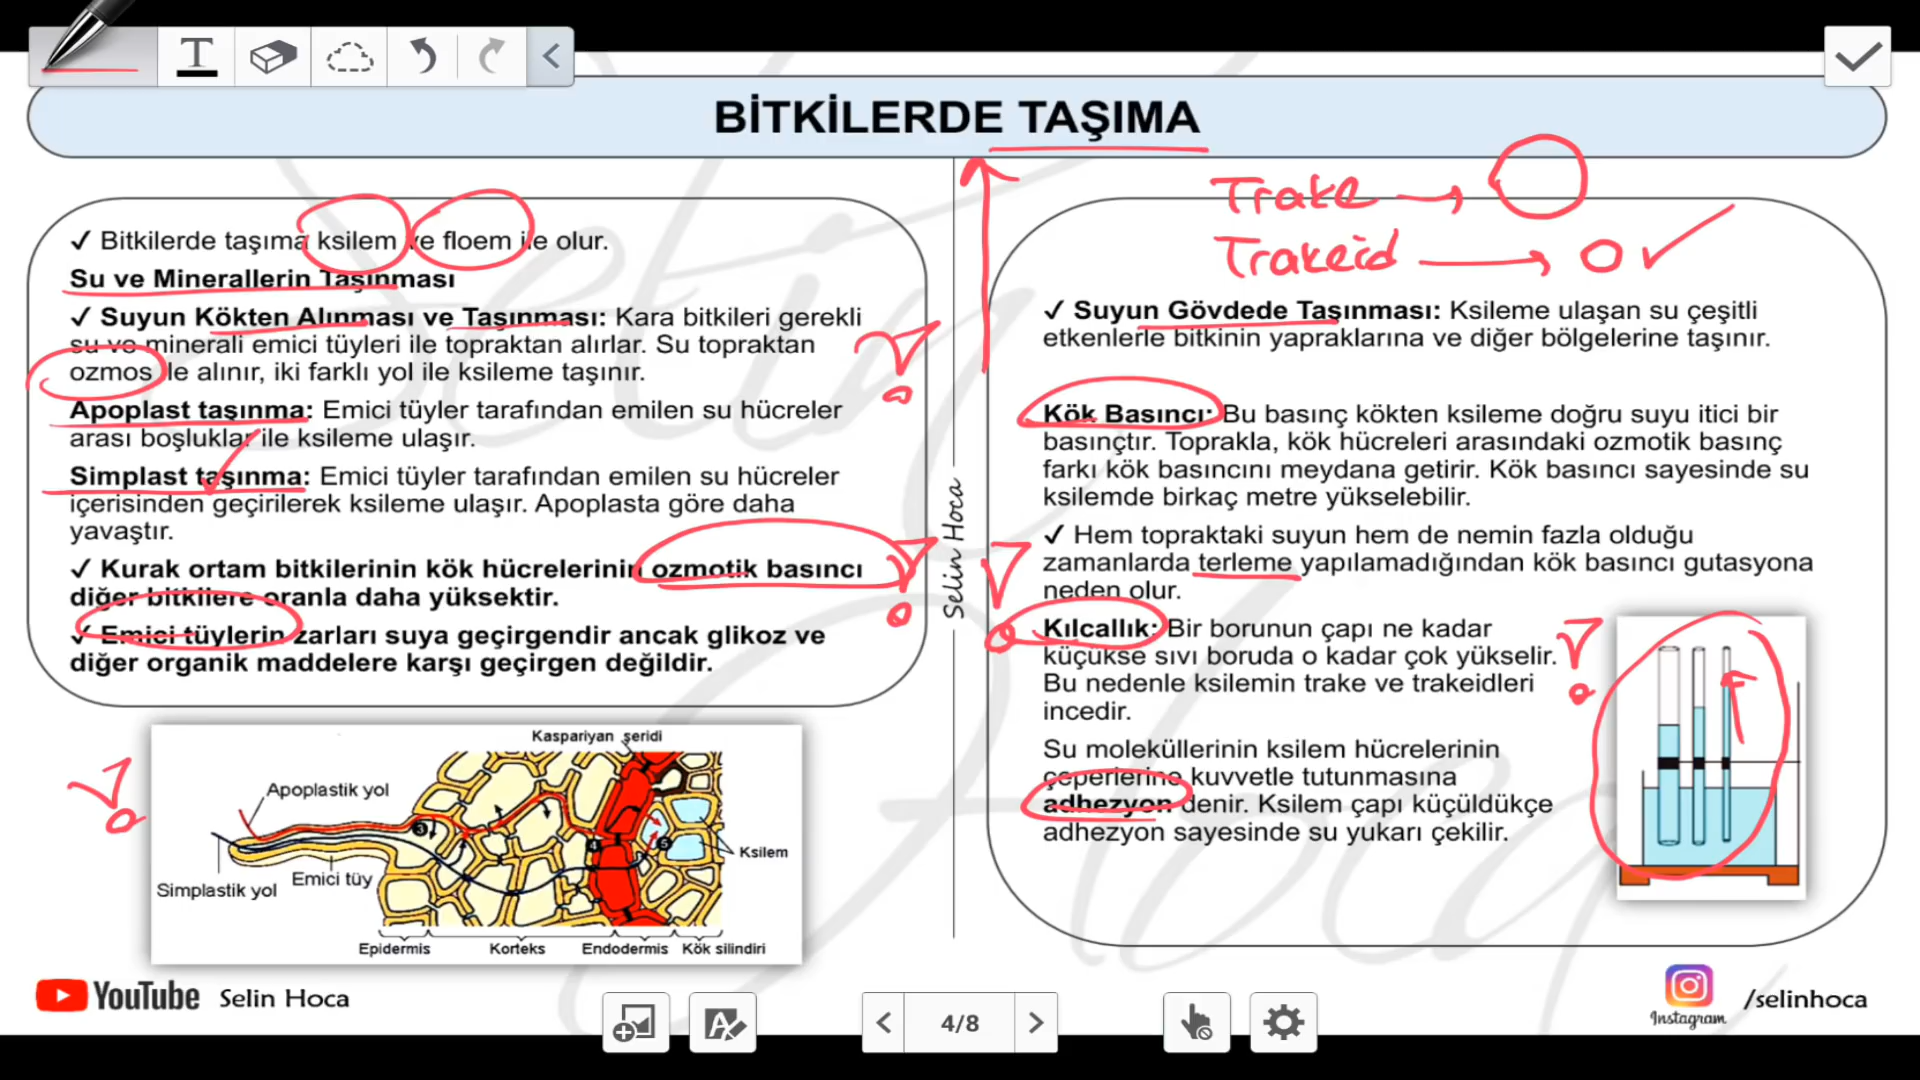 BİTKİLERDE TAŞIMA
✓ Bitkilerde taşıma ksilem ve floem ile olur.
Su ve Minerallerin Taşınması
✓ Suyun Kökten Alınması ve Taşınması: Kara bitkileri gerekli
su ve minerali emici tüyleri ile topraktan alırlar. Su topraktan
ozmos ile alınır, iki farklı yol ile ksileme taşınır.
Apoplast taşınma: Emici tüyler tarafından emilen su hücreler
arası boşluklar ile ksileme ulaşır.
Simplast taşınma: Emici tüyler tarafından emilen su hücreler
içerisinden geçirilerek ksileme ulaşır. Apoplasta göre daha
yavaştır.
✓ Kurak ortam bitkilerinin kök hücrelerinin ozmotik basıncı
diğer bitkilere oranla daha yüksektir.
✓ Emici tüylerin zarları suya geçirgendir ancak glikoz ve
diğer organik maddelere karşı geçirgen değildir.
Kaspariyan şeridi
Apoplastik yol
3
4
5
Ksilem
Emici tüy
Simplastik yol
Epidermis Korteks Endodermis Kök silindiri
Selin Hoca
Trake →
Trakeid → ✓
✓ Suyun Gövdede Taşınması: Ksileme ulaşan su çeşitli
etkenlerle bitkinin yapraklarına ve diğer bölgelerine taşınır.
Kök Basıncı: Bu basınç kökten ksileme doğru suyu itici bir
basınçtır. Toprakla, kök hücreleri arasındaki ozmotik basınç
farkı kök basıncını meydana getirir. Kök basıncı sayesinde su
ksilemde birkaç metre yükselebilir.
✓ Hem topraktaki suyun hem de nemin fazla olduğu
zamanlarda terleme yapılamadığından kök basıncı gutasyona
neden olur.
Kılcallık: Bir borunun çapı ne kadar
küçükse sıvı boruda o kadar çok yükselir.
Bu nedenle ksilemin trake ve trakeidleri
incedir.
Su moleküllerinin ksilem hücrelerinin
çeperlerine kuvvetle tutunmasına
adhezyon denir. Ksilem çapı küçüldükçe
adhezyon sayesinde su yukarı çekilir.
YouTube Selin Hoca
4/8
Instagram /selinhoca